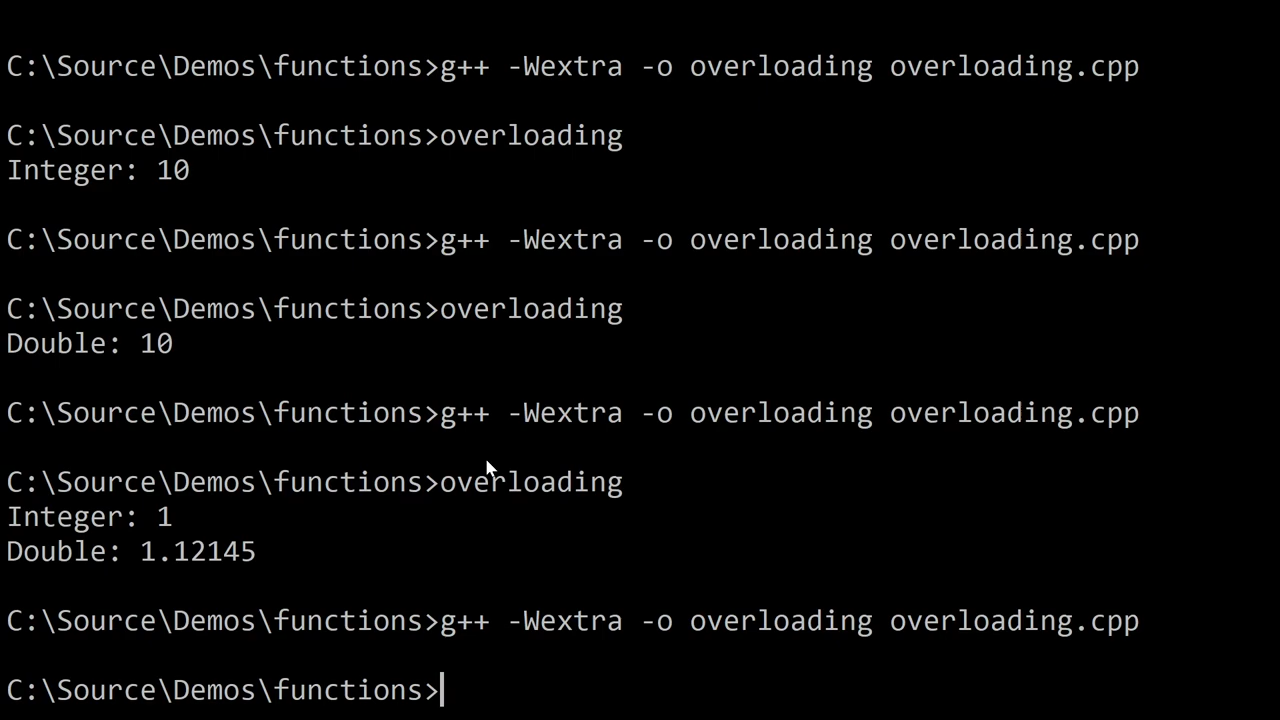 C:\Source\Demos\functions>g++ -Wextra -o overloading overloading.cpp
C:\Source\Demos\functions>overloading
Integer: 10
C:\Source\Demos\functions>g++ -Wextra -o overloading overloading.cpp
C:\Source\Demos\functions>overloading
Double: 10
C:\Source\Demos\functions>g++ -Wextra -o overloading overloading.cpp
C:\Source\Demos\functions>overloading
Integer: 1
Double: 1.12145
C:\Source\Demos\functions>g++ -Wextra -o overloading overloading.cpp
C:\Source\Demos\functions>